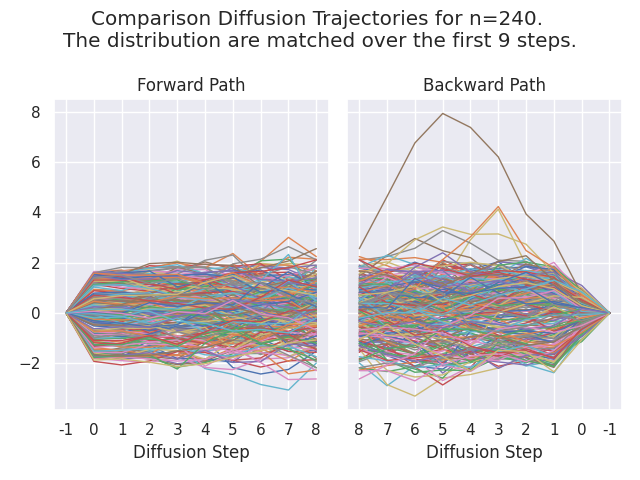 Comparison Diffusion Trajectories for n=240.
The distribution are matched over the first 9 steps.
Forward Path
Backward Path
8
6
4
2
0
−2
-1 0 1 2 3 4 5 6 7 8
8 7 6 5 4 3 2 1 0 -1
Diffusion Step
Diffusion Step